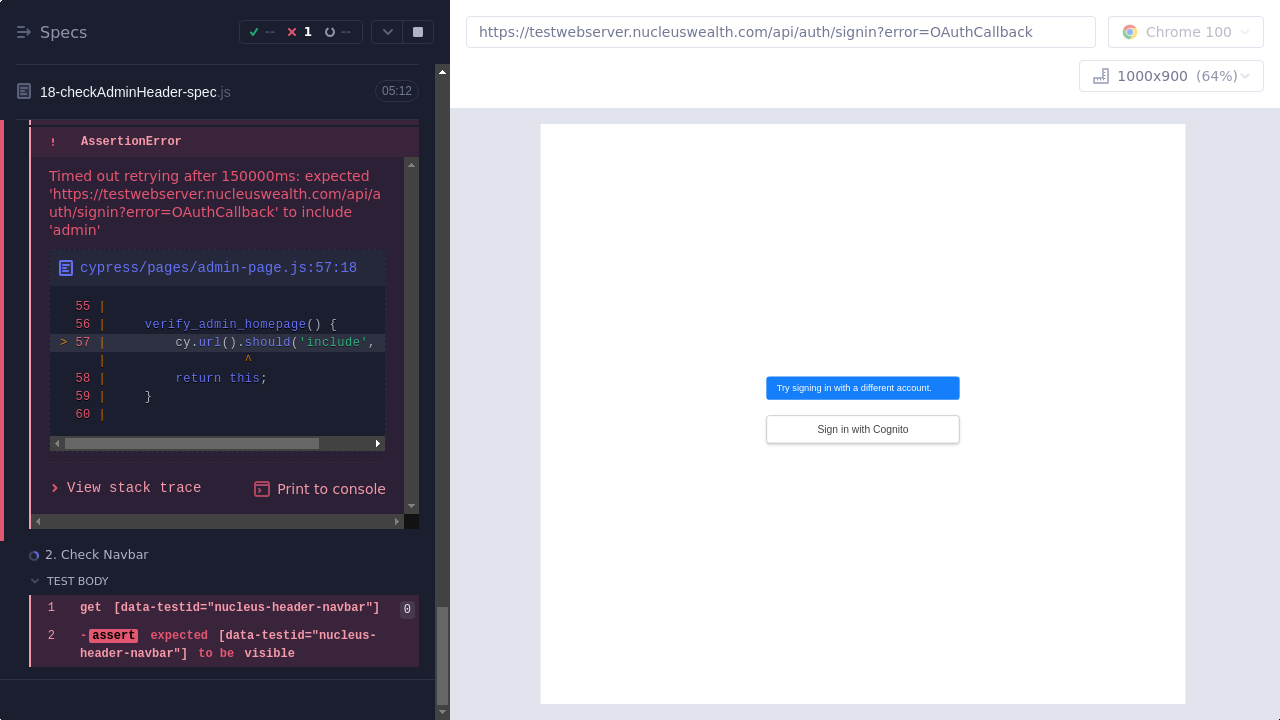 Specs
-- 1 --
18-checkAdminHeader-spec.js 05:12
! AssertionError
Timed out retrying after 150000ms: expected
'https://testwebserver.nucleuswealth.com/api/a
uth/signin?error=OAuthCallback' to include
'admin'
cypress/pages/admin-page.js:57:18
55 |
56 | verify_admin_homepage() {
> 57 | cy.url().should('include',
| ^
58 | return this;
59 | }
60 |
View stack trace Print to console
2. Check Navbar
TEST BODY
1 get [data-testid="nucleus-header-navbar"] 0
2 -assert expected [data-testid="nucleus-
header-navbar"] to be visible
https://testwebserver.nucleuswealth.com/api/auth/signin?error=OAuthCallback
Chrome 100
1000x900 (64%)
Try signing in with a different account.
Sign in with Cognito